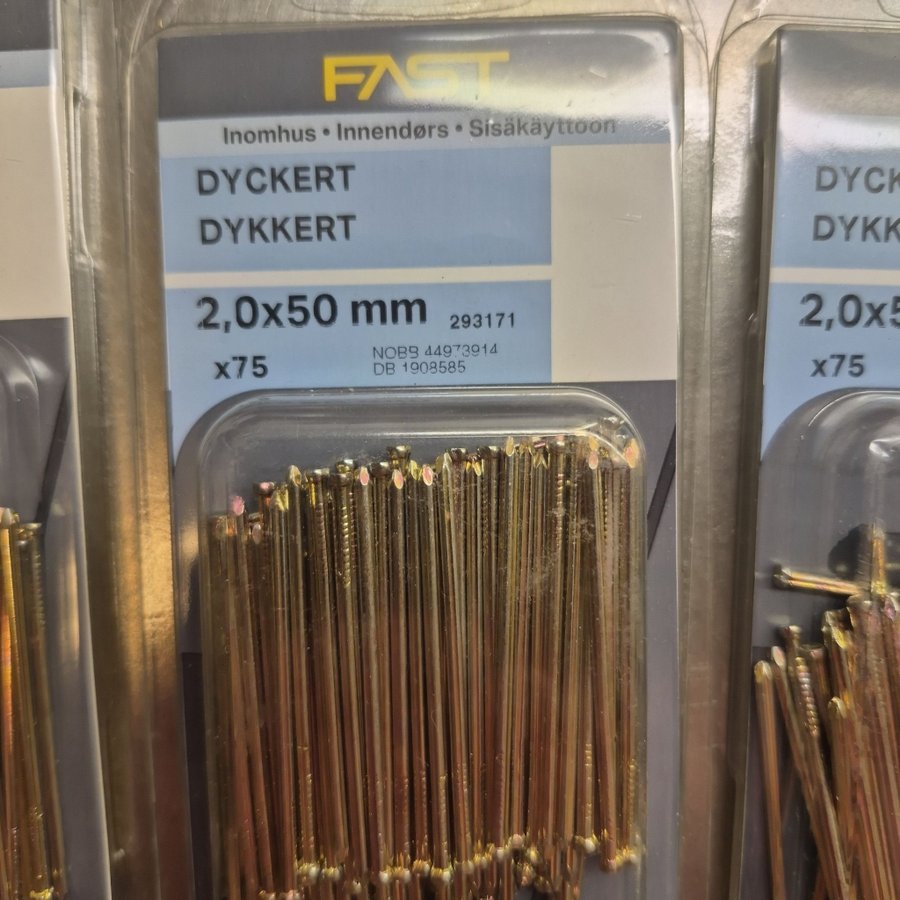 FAST
Inomhus • Innendørs • Sisäkäyttöön
DYCKERT
DYKKERT
2,0x50 mm 293171
x75
NOBB 44973914
DB 1908585
DYCK
DYKK
2,0x5
x75